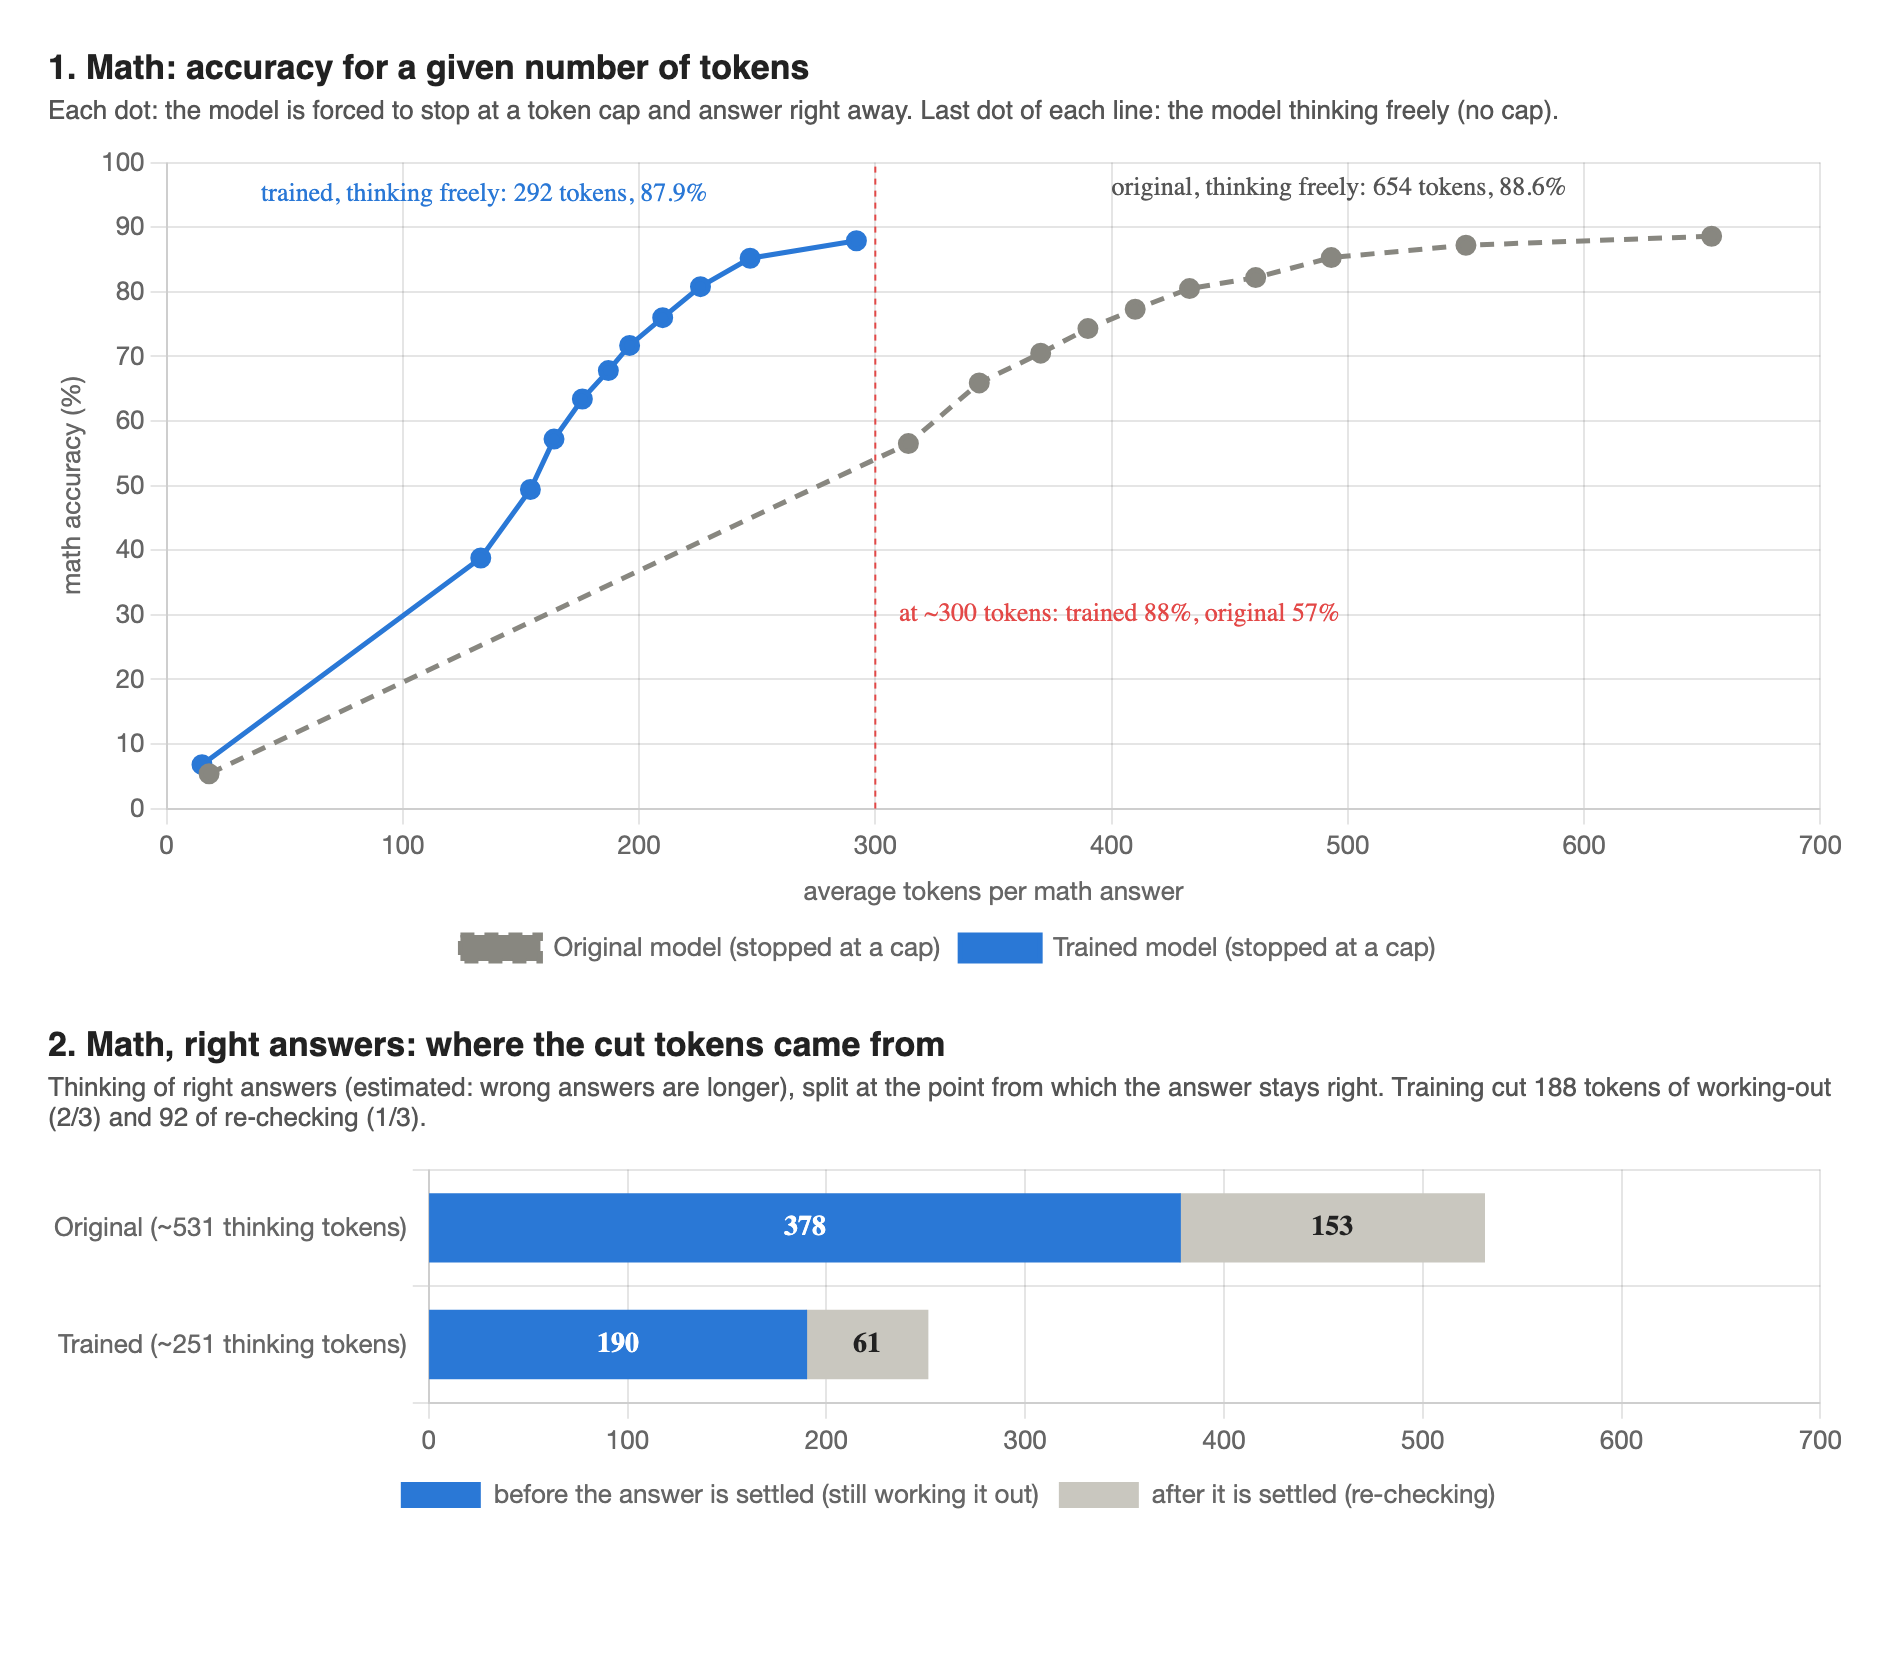 1. Math: accuracy for a given number of tokens
Each dot: the model is forced to stop at a token cap and answer right away. Last dot of each line: the model thinking freely (no cap).
trained, thinking freely: 292 tokens, 87.9%
original, thinking freely: 654 tokens, 88.6%
at ~300 tokens: trained 88%, original 57%
math accuracy (%)
100
90
80
70
60
50
40
30
20
10
0
0 100 200 300 400 500 600 700
average tokens per math answer
Original model (stopped at a cap) Trained model (stopped at a cap)
2. Math, right answers: where the cut tokens came from
Thinking of right answers (estimated: wrong answers are longer), split at the point from which the answer stays right. Training cut 188 tokens of working-out
(2/3) and 92 of re-checking (1/3).
Original (~531 thinking tokens) 378 153
Trained (~251 thinking tokens) 190 61
0 100 200 300 400 500 600 700
before the answer is settled (still working it out) after it is settled (re-checking)